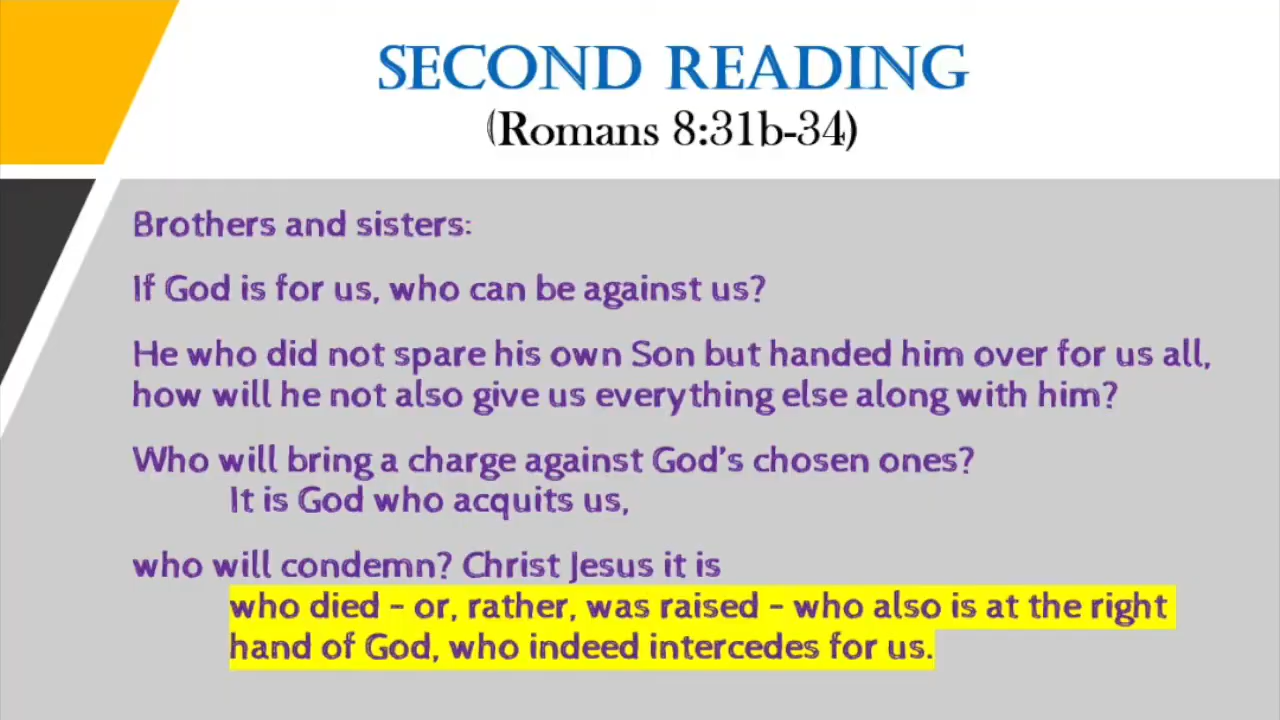 SECOND READING
(Romans 8:31b-34)
Brothers and sisters:
If God is for us, who can be against us?
He who did not spare his own Son but handed him over for us all,
how will he not also give us everything else along with him?
Who will bring a charge against God’s chosen ones?
It is God who acquits us,
who will condemn? Christ Jesus it is
who died – or, rather, was raised – who also is at the right
hand of God, who indeed intercedes for us.